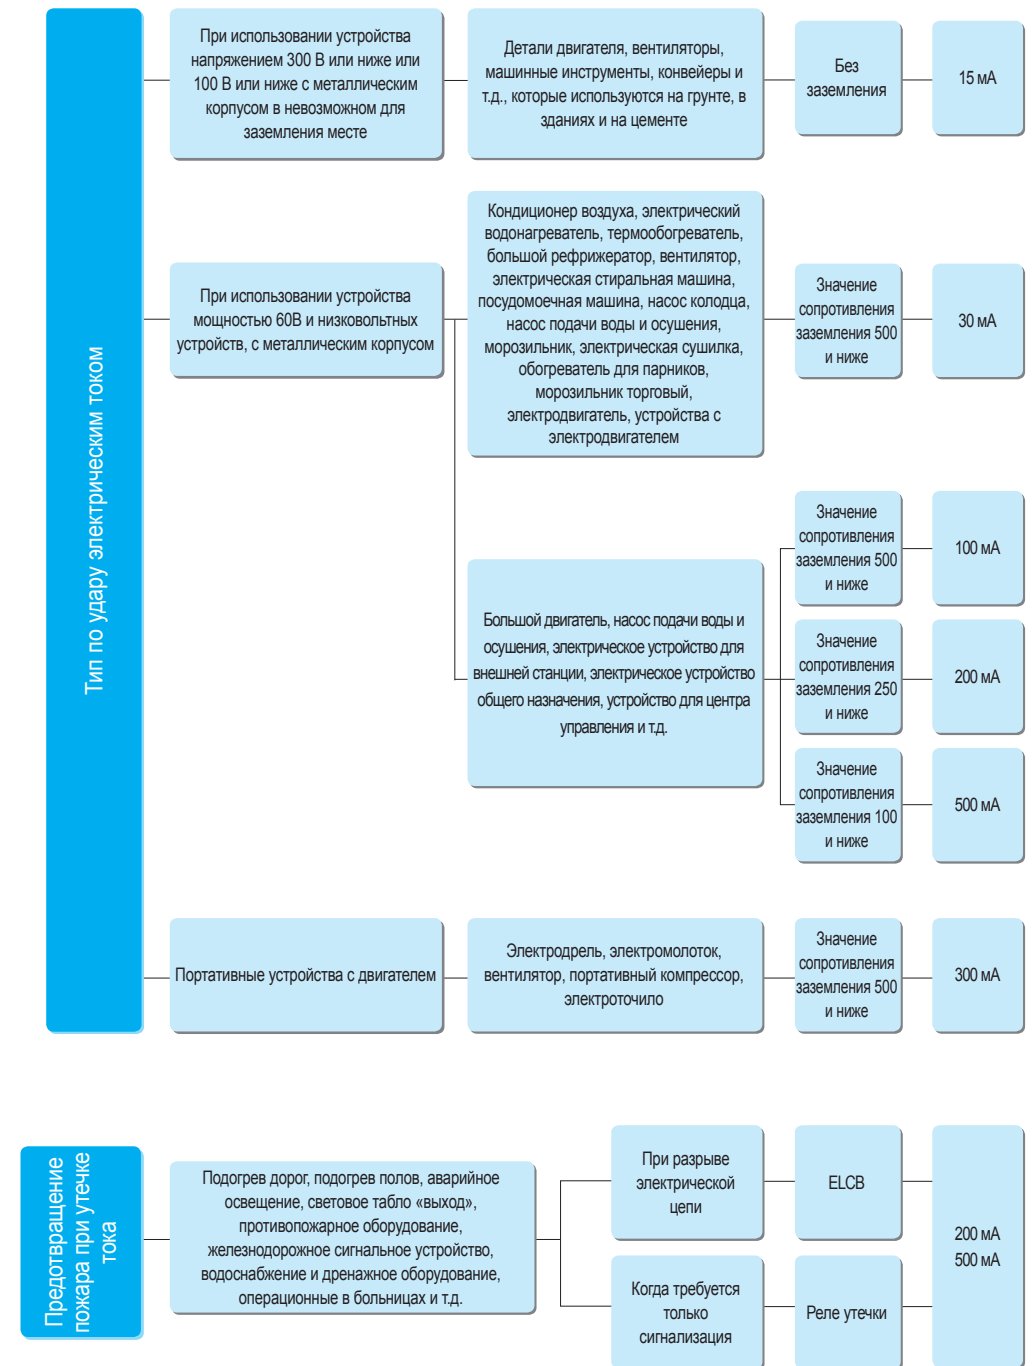 Тип по удару электрическим током
При использовании устройства
напряжением 300 В или ниже или
100 В или ниже с металлическим
корпусом в невозможном для
заземления месте
Детали двигателя, вентиляторы,
машинные инструменты, конвейеры и
т.д., которые используются на грунте, в
зданиях и на цементе
Без
заземления
15 мА
При использовании устройства
мощностью 60В и низковольтных
устройств, с металлическим корпусом
Кондиционер воздуха, электрический
водонагреватель, термообогреватель,
большой рефрижератор, вентилятор,
электрическая стиральная машина,
посудомоечная машина, насос колодца,
насос подачи воды и осушения,
морозильник, электрическая сушилка,
обогреватель для парников,
морозильник торговый,
электродвигатель, устройства с
электродвигателем
Значение
сопротивления
заземления 500
и ниже
30 мА
Большой двигатель, насос подачи воды и
осушения, электрическое устройство для
внешней станции, электрическое устройство
общего назначения, устройство для центра
управления и т.д.
Значение
сопротивления
заземления 500
и ниже
100 мА
Значение
сопротивления
заземления 250
и ниже
200 мА
Значение
сопротивления
заземления 100
и ниже
500 мА
Портативные устройства с двигателем
Электродрель, электромолоток,
вентилятор, портативный компрессор,
электроточило
Значение
сопротивления
заземления 500
и ниже
300 мА
Предотвращение
пожара при утечке
тока
Подогрев дорог, подогрев полов, аварийное
освещение, световое табло «выход»,
противопожарное оборудование,
железнодорожное сигнальное устройство,
водоснабжение и дренажное оборудование,
операционные в больницах и т.д.
При разрыве
электрической
цепи
ELCB
Когда требуется
только
сигнализация
Реле утечки
200 мА
500 мА